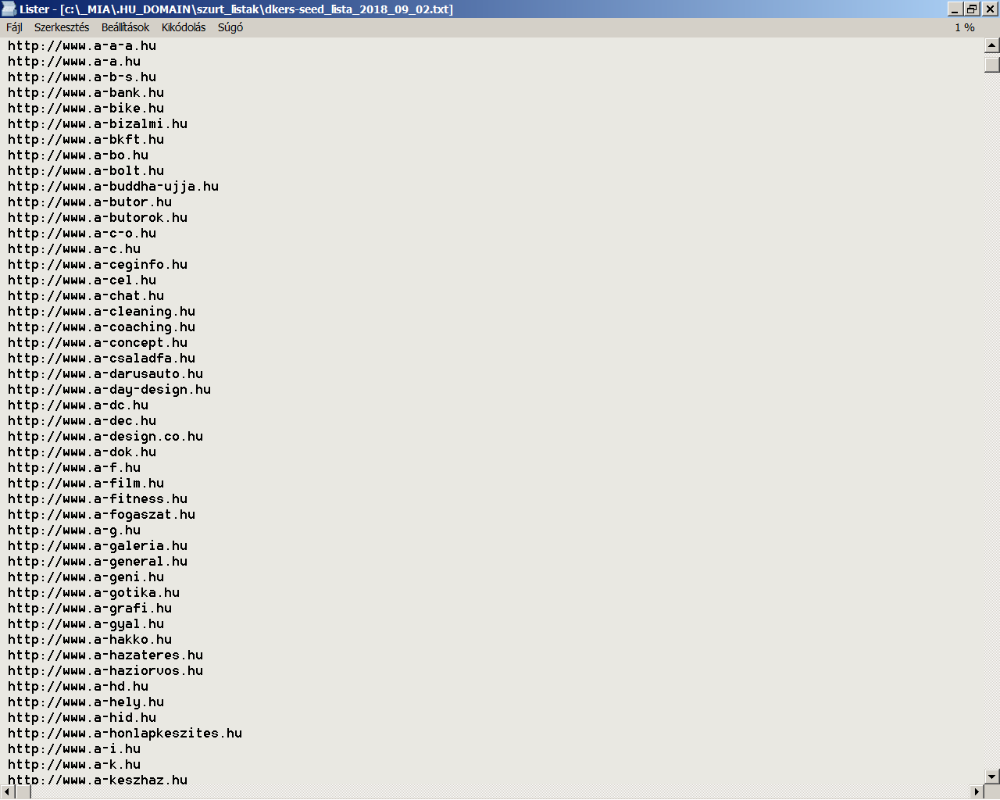 Lister - [c:\_MIA\.HU_DOMAIN\szurt_listak\dkers-seed_lista_2018_09_02.txt]
Fájl Szerkesztés Beállítások Kikódolás Súgó 1 %
http://www.a-a-a.hu
http://www.a-a.hu
http://www.a-b-s.hu
http://www.a-bank.hu
http://www.a-bike.hu
http://www.a-bizalmi.hu
http://www.a-bkft.hu
http://www.a-bo.hu
http://www.a-bolt.hu
http://www.a-buddha-ujja.hu
http://www.a-butor.hu
http://www.a-butorok.hu
http://www.a-c-o.hu
http://www.a-c.hu
http://www.a-ceginfo.hu
http://www.a-cel.hu
http://www.a-chat.hu
http://www.a-cleaning.hu
http://www.a-coaching.hu
http://www.a-concept.hu
http://www.a-csaladfa.hu
http://www.a-darusauto.hu
http://www.a-day-design.hu
http://www.a-dc.hu
http://www.a-dec.hu
http://www.a-design.co.hu
http://www.a-dok.hu
http://www.a-f.hu
http://www.a-film.hu
http://www.a-fitness.hu
http://www.a-fogaszat.hu
http://www.a-g.hu
http://www.a-galeria.hu
http://www.a-general.hu
http://www.a-geni.hu
http://www.a-gotika.hu
http://www.a-grafi.hu
http://www.a-gyal.hu
http://www.a-hakko.hu
http://www.a-hazateres.hu
http://www.a-haziorvos.hu
http://www.a-hd.hu
http://www.a-hely.hu
http://www.a-hid.hu
http://www.a-honlapkeszites.hu
http://www.a-i.hu
http://www.a-k.hu
http://www.a-keszhaz.hu